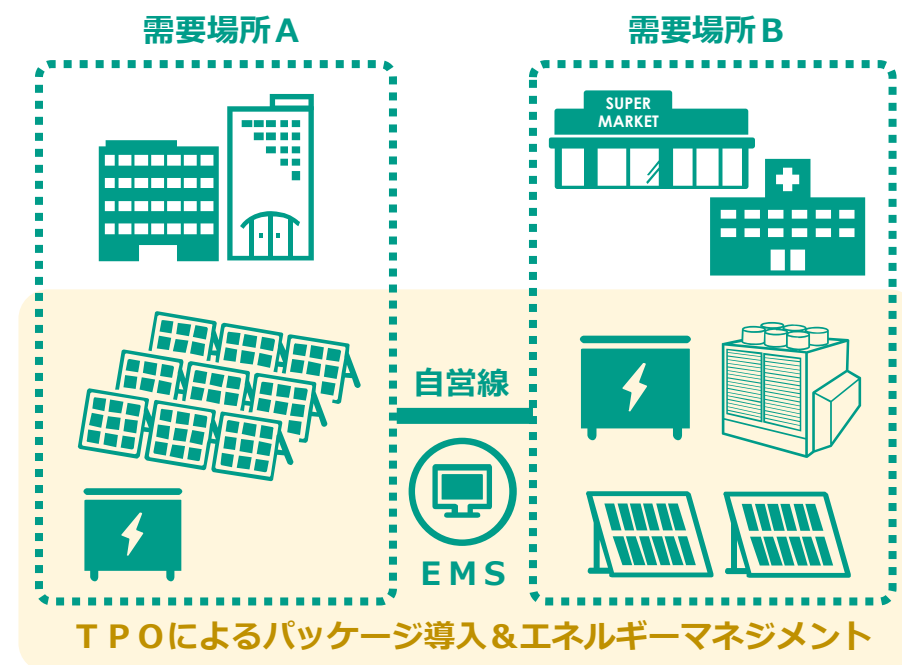 需要場所A
需要場所B
SUPER
MARKET
自営線
EMS
TPOによるパッケージ導入&エネルギーマネジメント